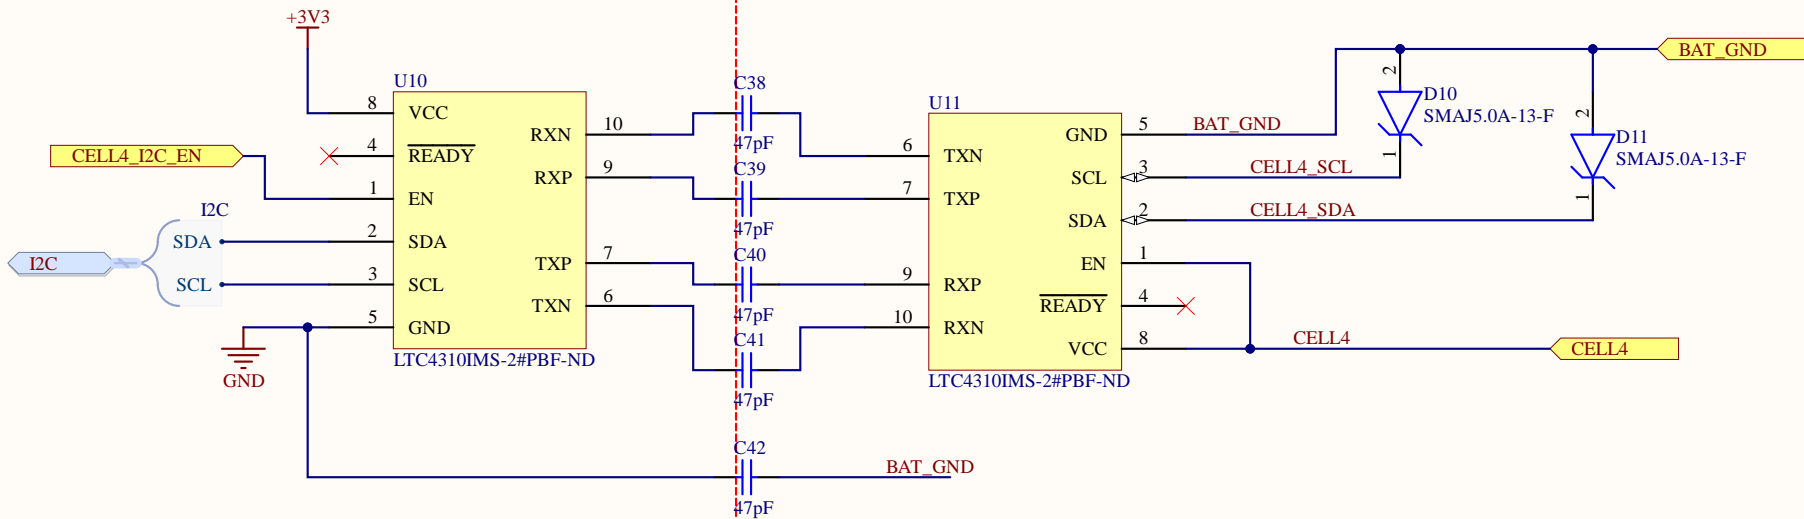 +3V3
U10
8
VCC
4
READY
1
EN
2
SDA
3
SCL
5
GND
RXN
10
RXP
9
TXP
7
TXN
6
LTC4310IMS-2#PBF-ND
CELL4_I2C_EN
I2C
SDA
SCL
I2C
GND
C38
47pF
C39
47pF
C40
47pF
C41
47pF
C42
47pF
BAT_GND
U11
6
TXN
7
TXP
9
RXP
10
RXN
GND
5
SCL
3
SDA
2
EN
1
READY
4
VCC
8
LTC4310IMS-2#PBF-ND
BAT_GND
CELL4_SCL
CELL4_SDA
CELL4
CELL4
2
D10
SMAJ5.0A-13-F
1
2
D11
SMAJ5.0A-13-F
1
BAT_GND